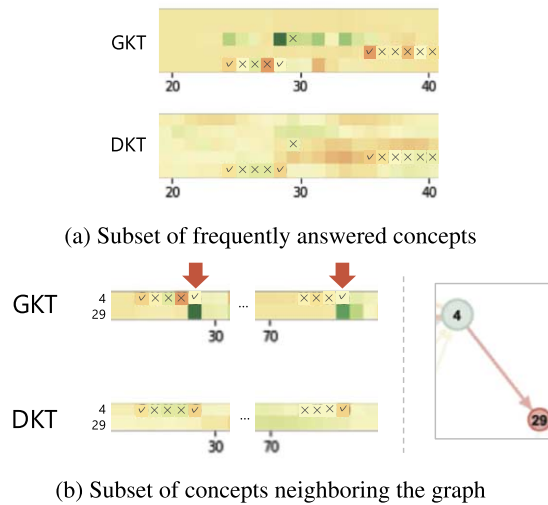 GKT
✓ × × × ✓ × ✓ × × × × ×
20 30 40
DKT
× ✓ × × × ✓ × × × × ×
20 30 40
(a) Subset of frequently answered concepts
GKT 4 ✓ × × × ✓ ... × × × ✓
29
30 70
4
29
DKT 4 ✓ × × × ✓ ... × × × ✓
29
30 70
(b) Subset of concepts neighboring the graph